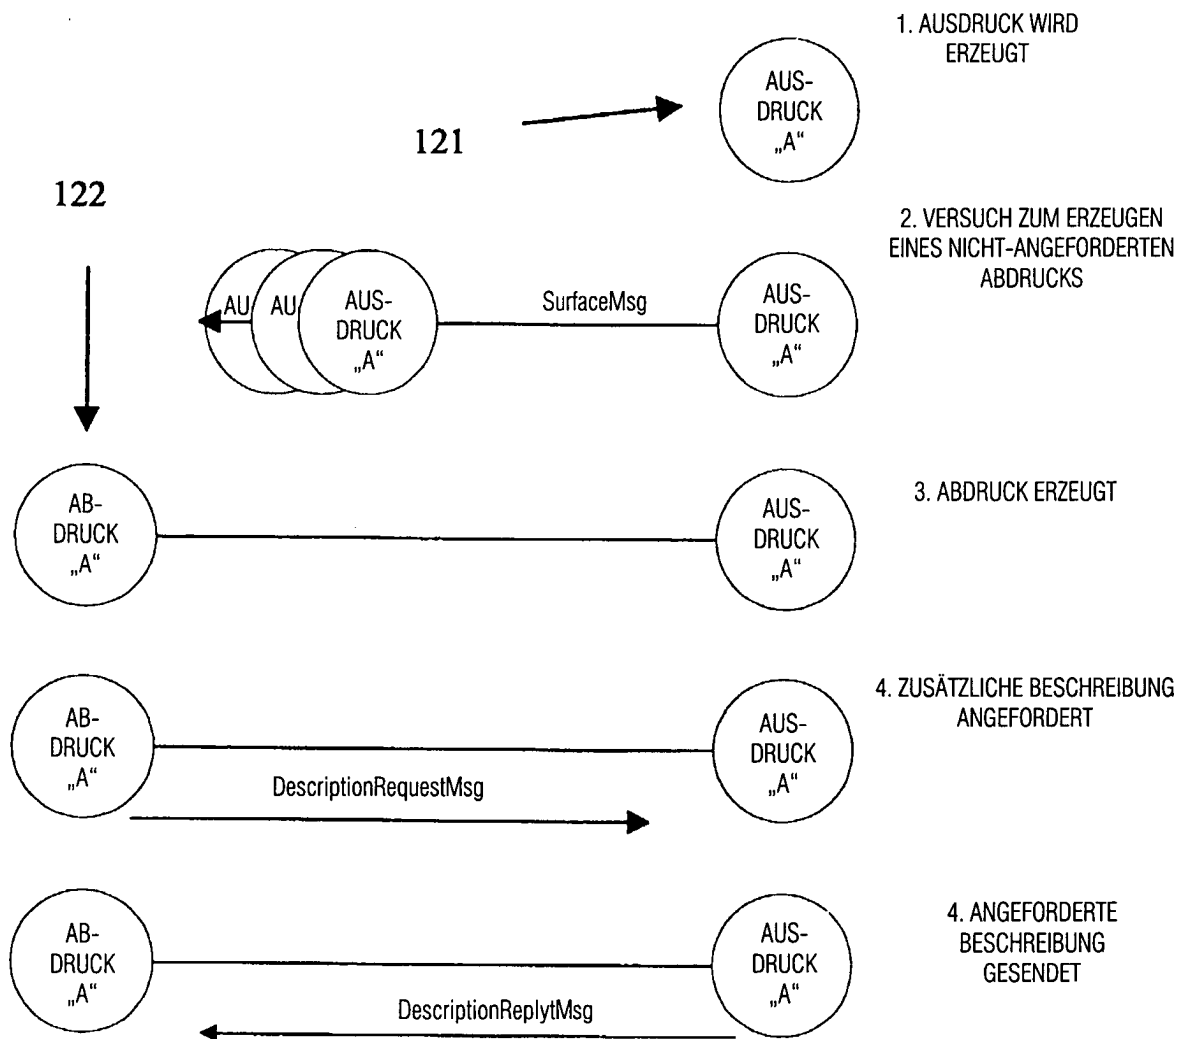 1. AUSDRUCK WIRD
ERZEUGT
AUS-
DRUCK
„A“
121
122
2. VERSUCH ZUM ERZEUGEN
EINES NICHT-ANGEFORDERTEN
ABDRUCKS
AU
AU
AUS-
DRUCK
„A“
SurfaceMsg
AUS-
DRUCK
„A“
AB-
DRUCK
„A“
AUS-
DRUCK
„A“
3. ABDRUCK ERZEUGT
AB-
DRUCK
„A“
DescriptionRequestMsg
AUS-
DRUCK
„A“
4. ZUSÄTZLICHE BESCHREIBUNG
ANGEFORDERT
AB-
DRUCK
„A“
DescriptionReplytMsg
AUS-
DRUCK
„A“
4. ANGEFORDERTE
BESCHREIBUNG
GESENDET